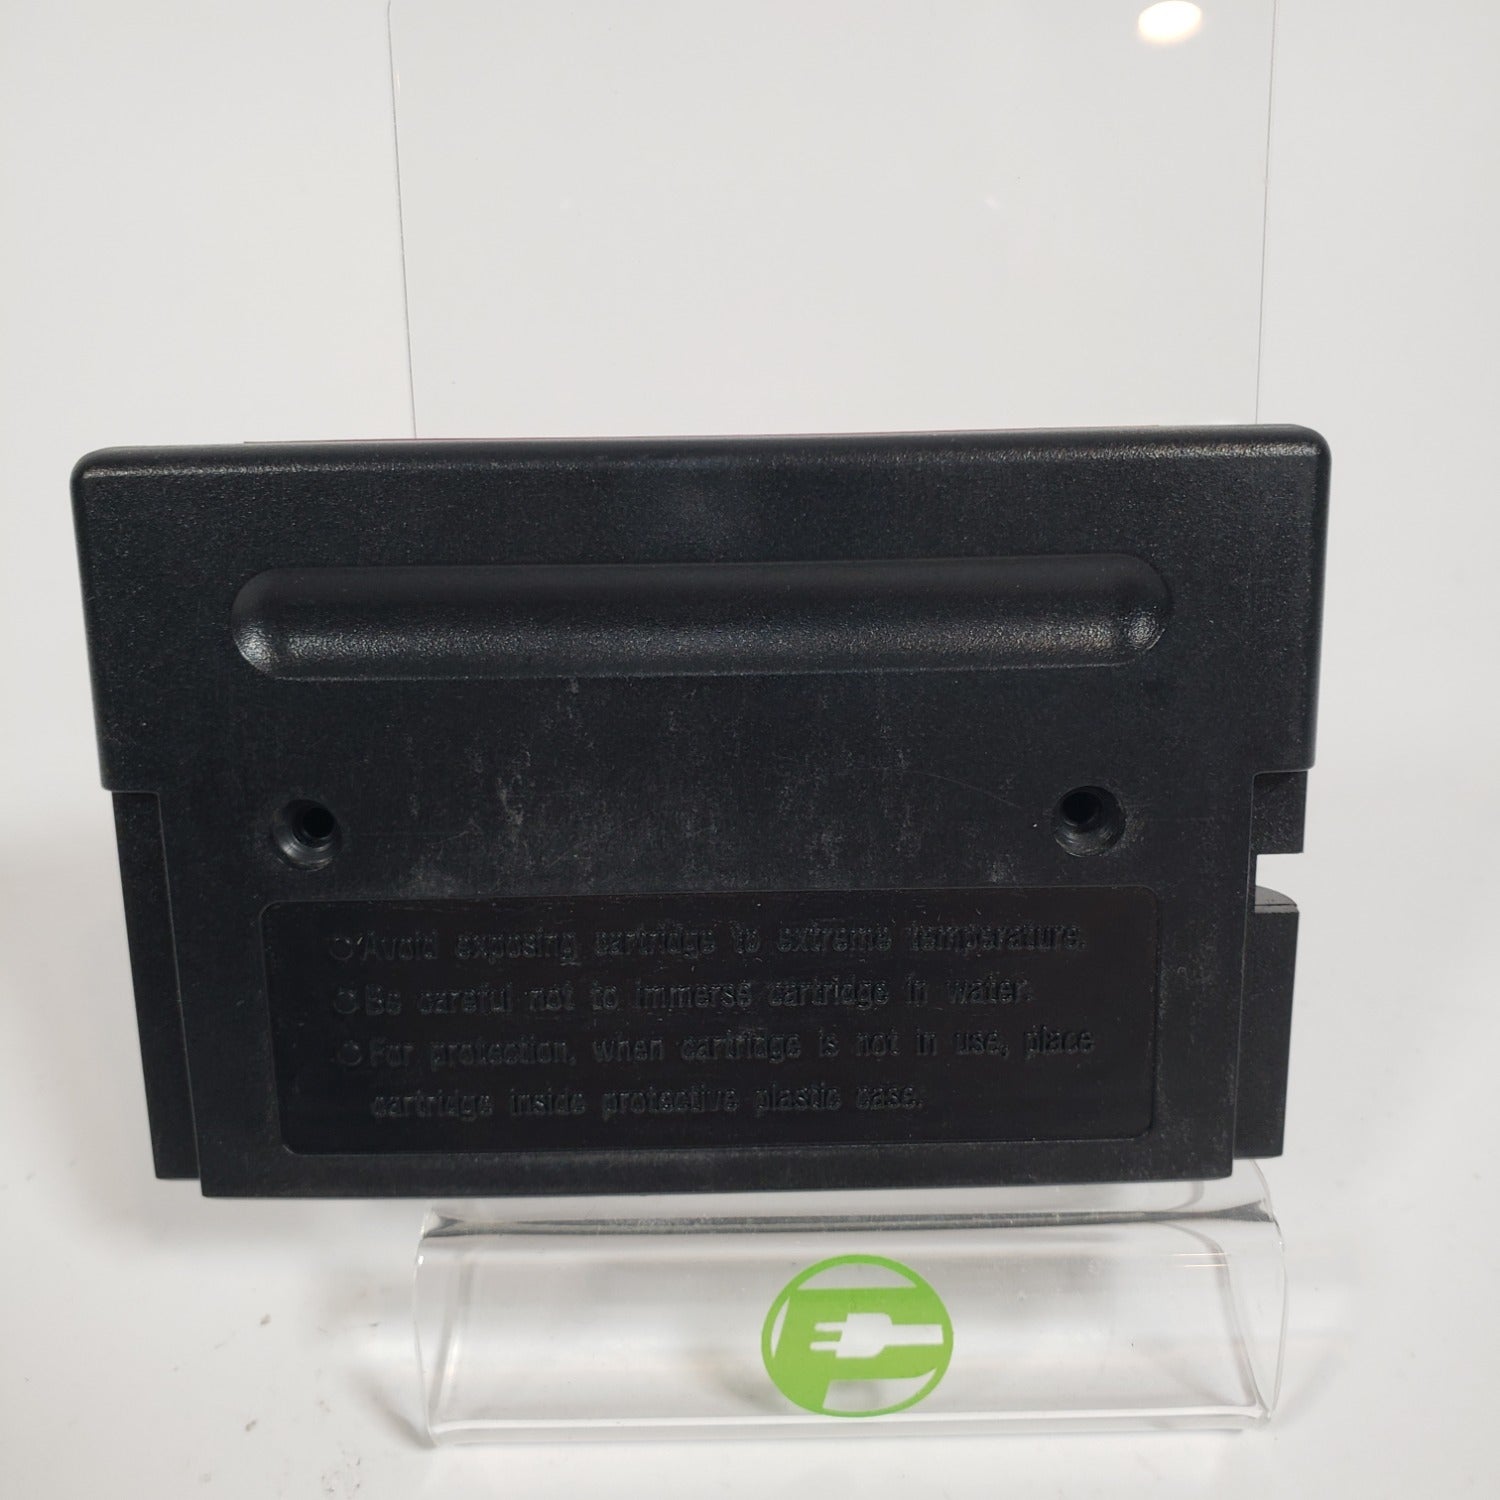 Avoid exposing cartridge to extreme temperature.
Be careful not to immerse cartridge in water.
For protection, when cartridge is not in use, place
cartridge inside protective plastic case.